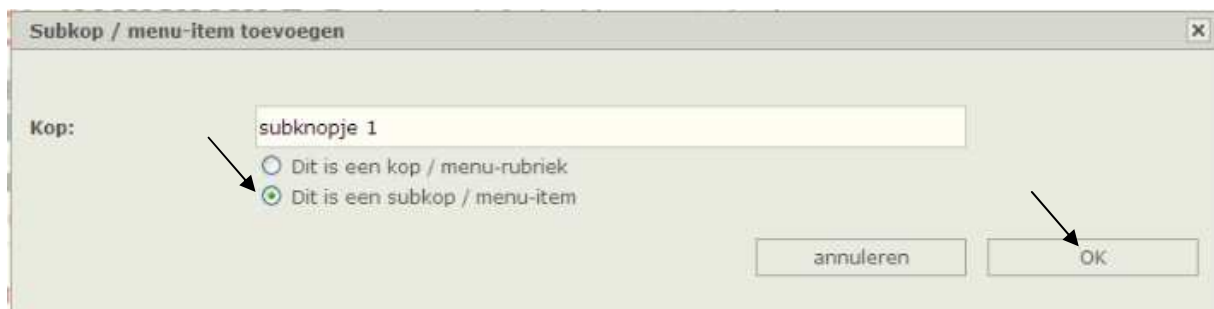 Subkop / menu-item toevoegen
Kop:
subknopje 1
Dit is een kop / menu-rubriek
Dit is een subkop / menu-item
annuleren
OK